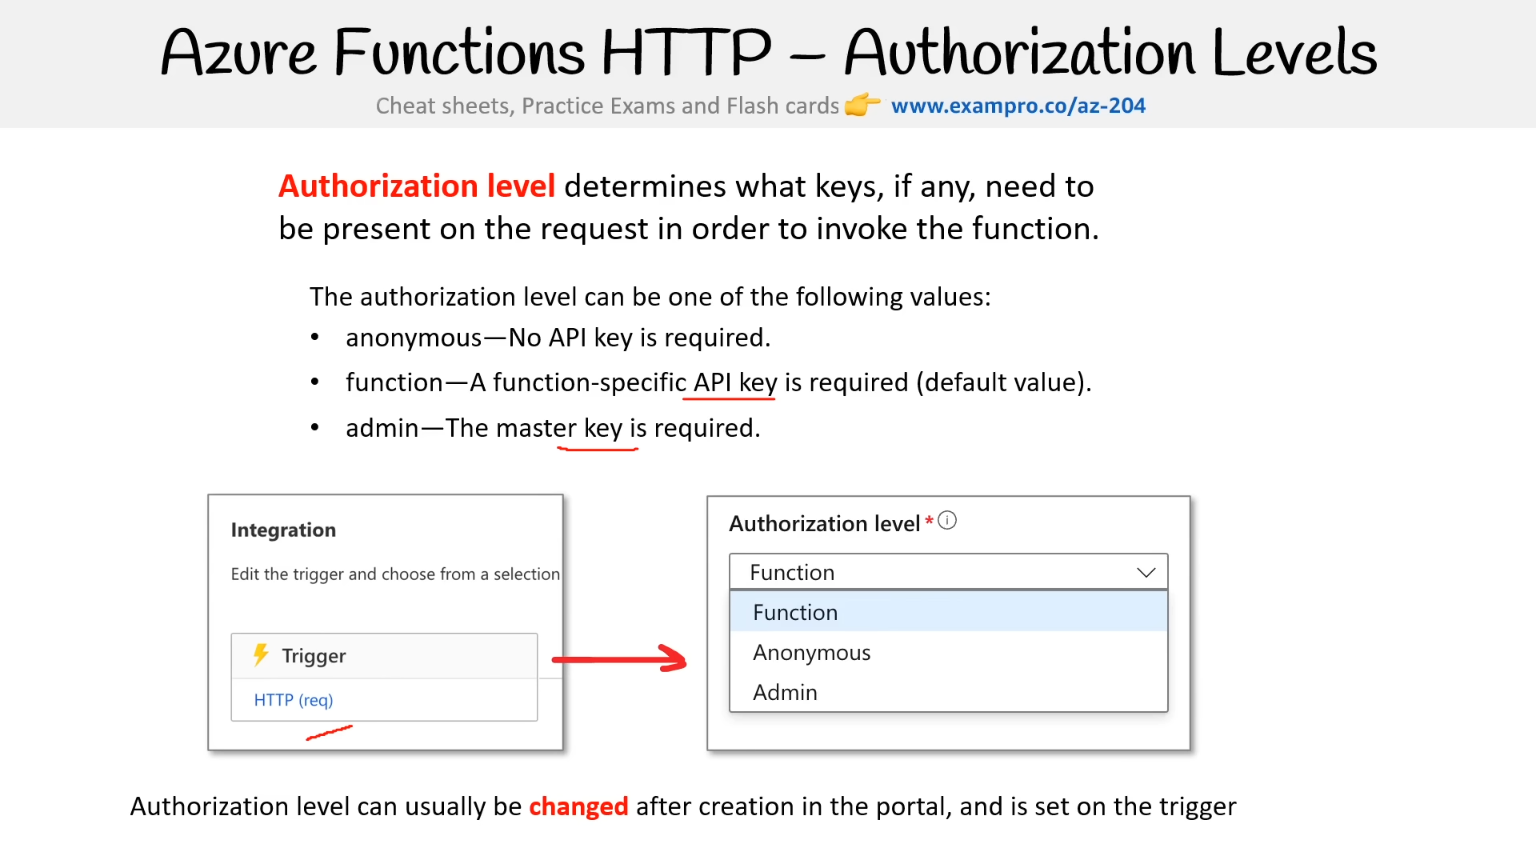 Azure Functions HTTP – Authorization Levels
Cheat sheets, Practice Exams and Flash cards 👉 www.exampro.co/az-204
Authorization level determines what keys, if any, need to
be present on the request in order to invoke the function.
The authorization level can be one of the following values:
• anonymous—No API key is required.
• function—A function-specific API key is required (default value).
• admin—The master key is required.
Integration
Edit the trigger and choose from a selection
Trigger
HTTP (req)
Authorization level *
Function
Function
Anonymous
Admin
Authorization level can usually be changed after creation in the portal, and is set on the trigger